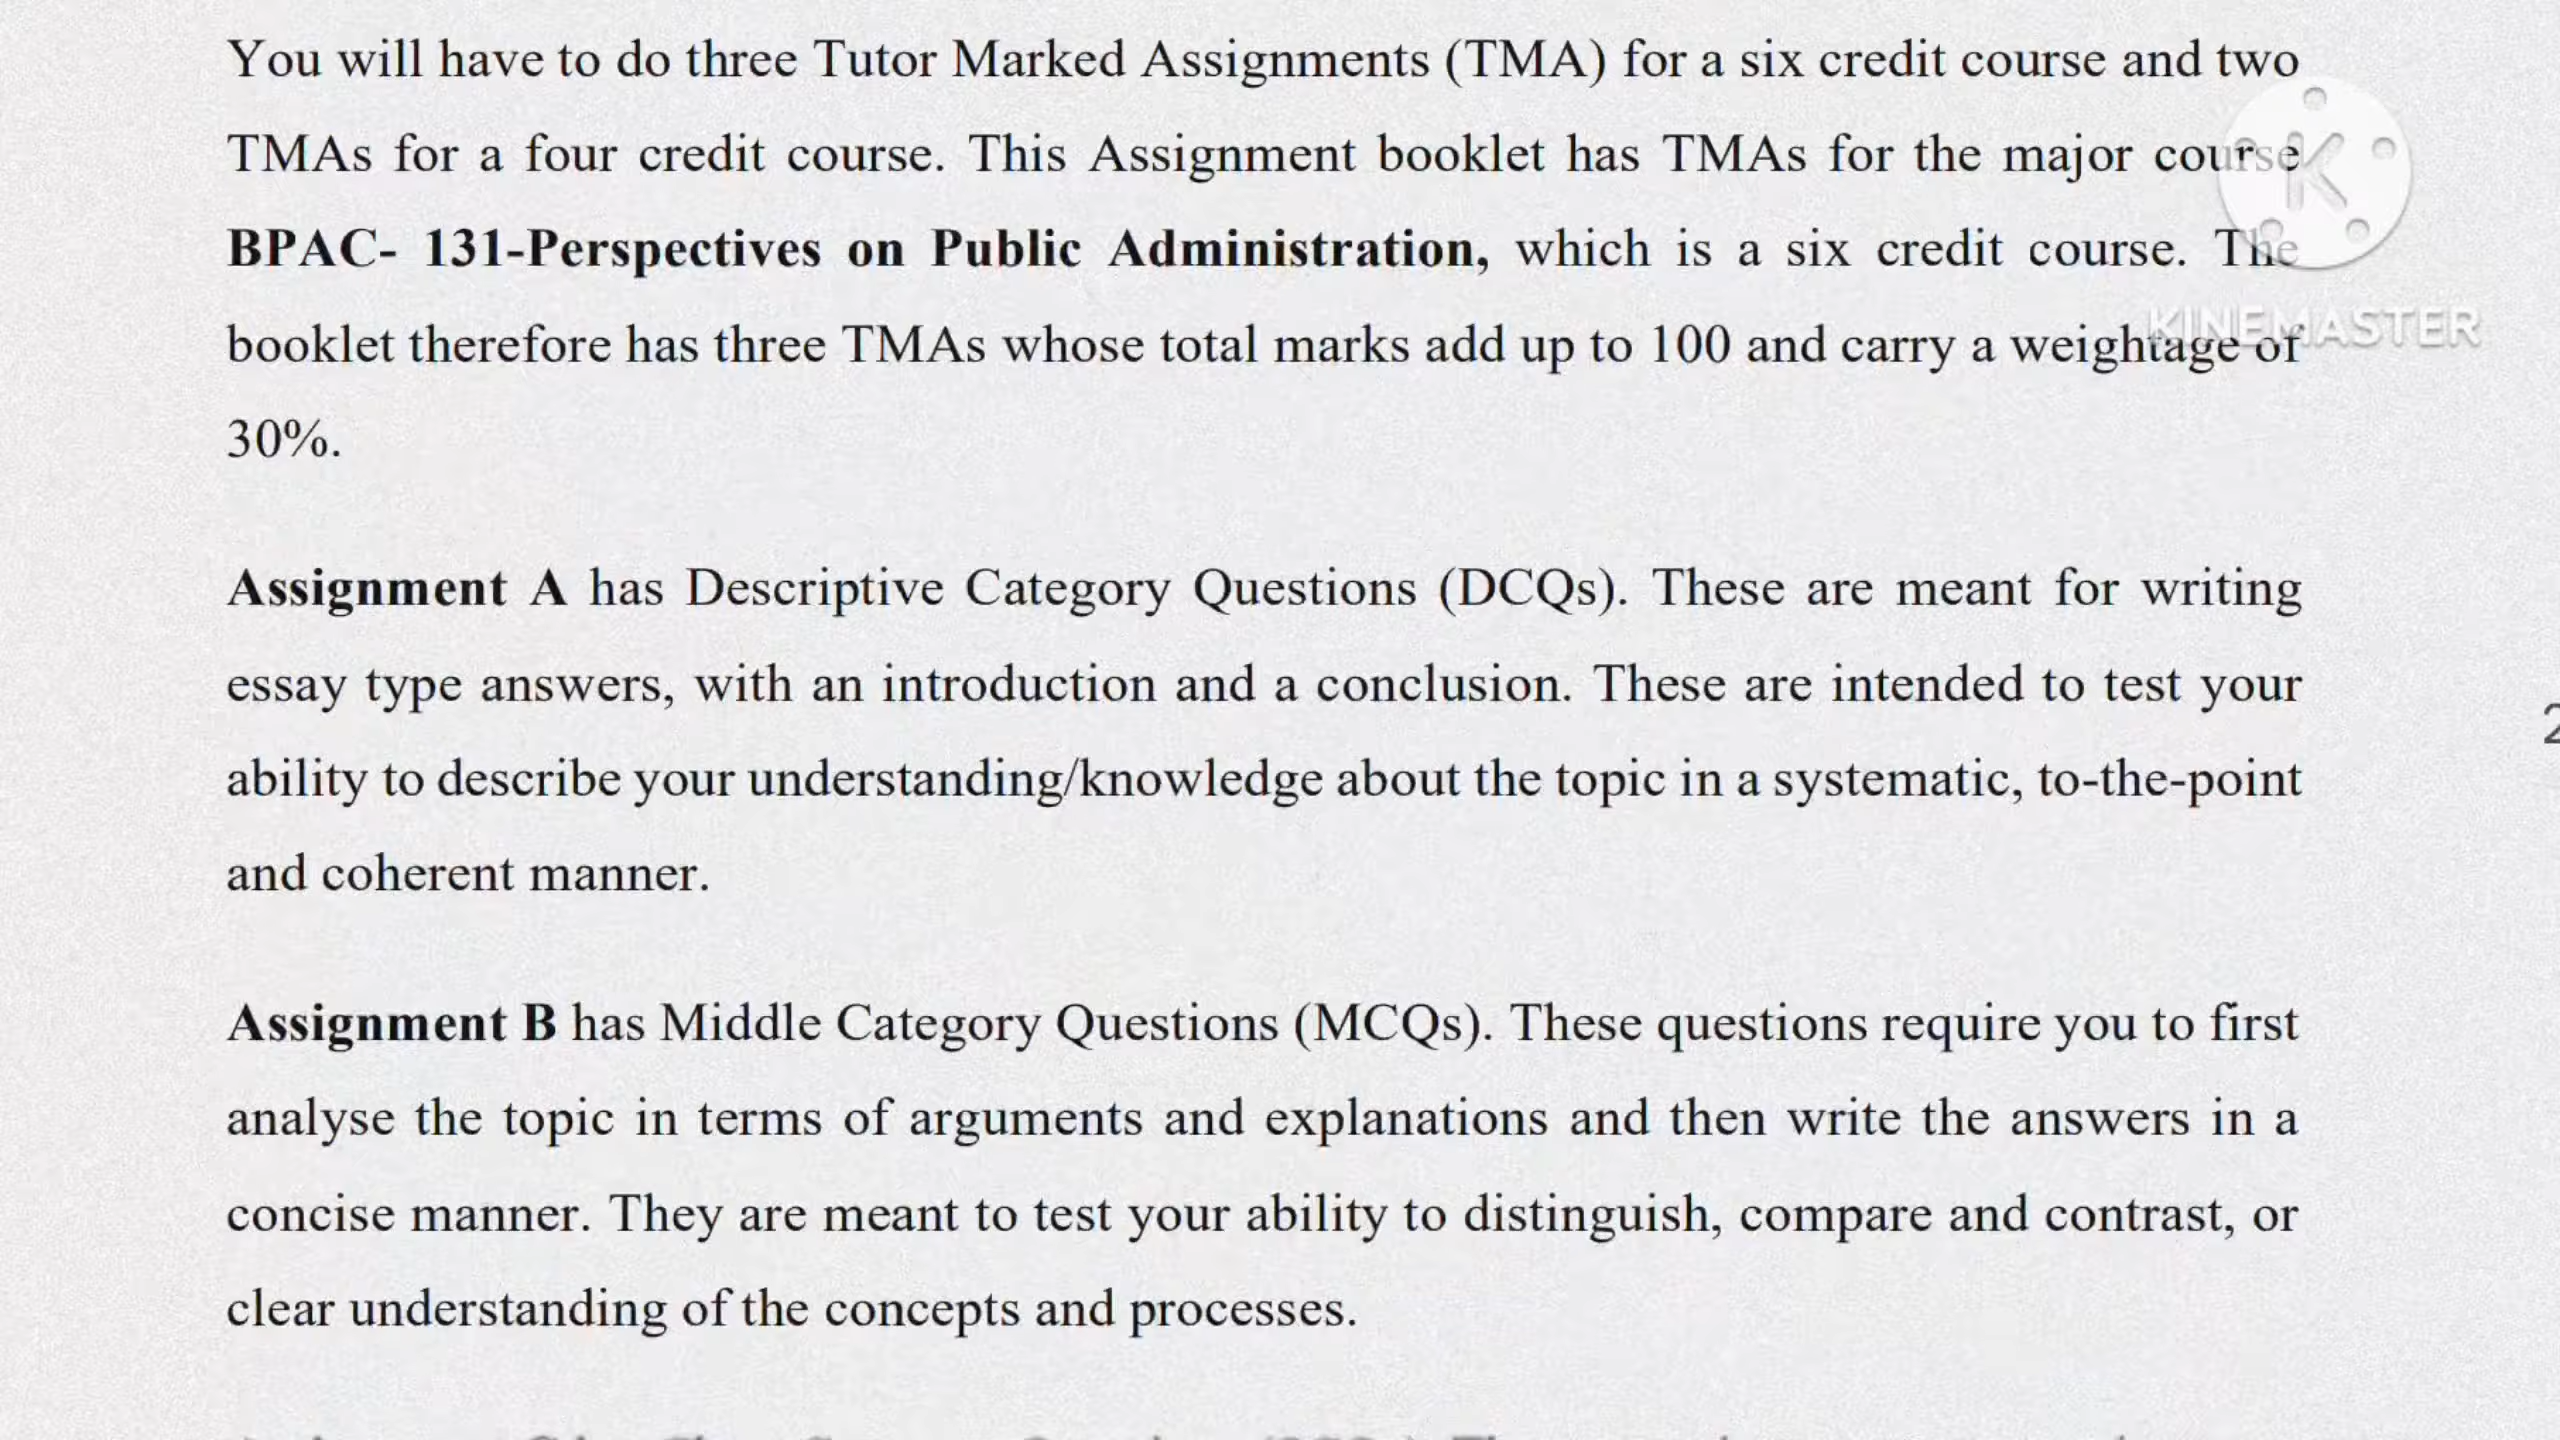 You will have to do three Tutor Marked Assignments (TMA) for a six credit course and two
TMAs for a four credit course. This Assignment booklet has TMAs for the major course
BPAC- 131-Perspectives on Public Administration, which is a six credit course. The
booklet therefore has three TMAs whose total marks add up to 100 and carry a weightage of
30%.
KINEMASTER
Assignment A has Descriptive Category Questions (DCQs). These are meant for writing
essay type answers, with an introduction and a conclusion. These are intended to test your
ability to describe your understanding/knowledge about the topic in a systematic, to-the-point
and coherent manner.
2
Assignment B has Middle Category Questions (MCQs). These questions require you to first
analyse the topic in terms of arguments and explanations and then write the answers in a
concise manner. They are meant to test your ability to distinguish, compare and contrast, or
clear understanding of the concepts and processes.